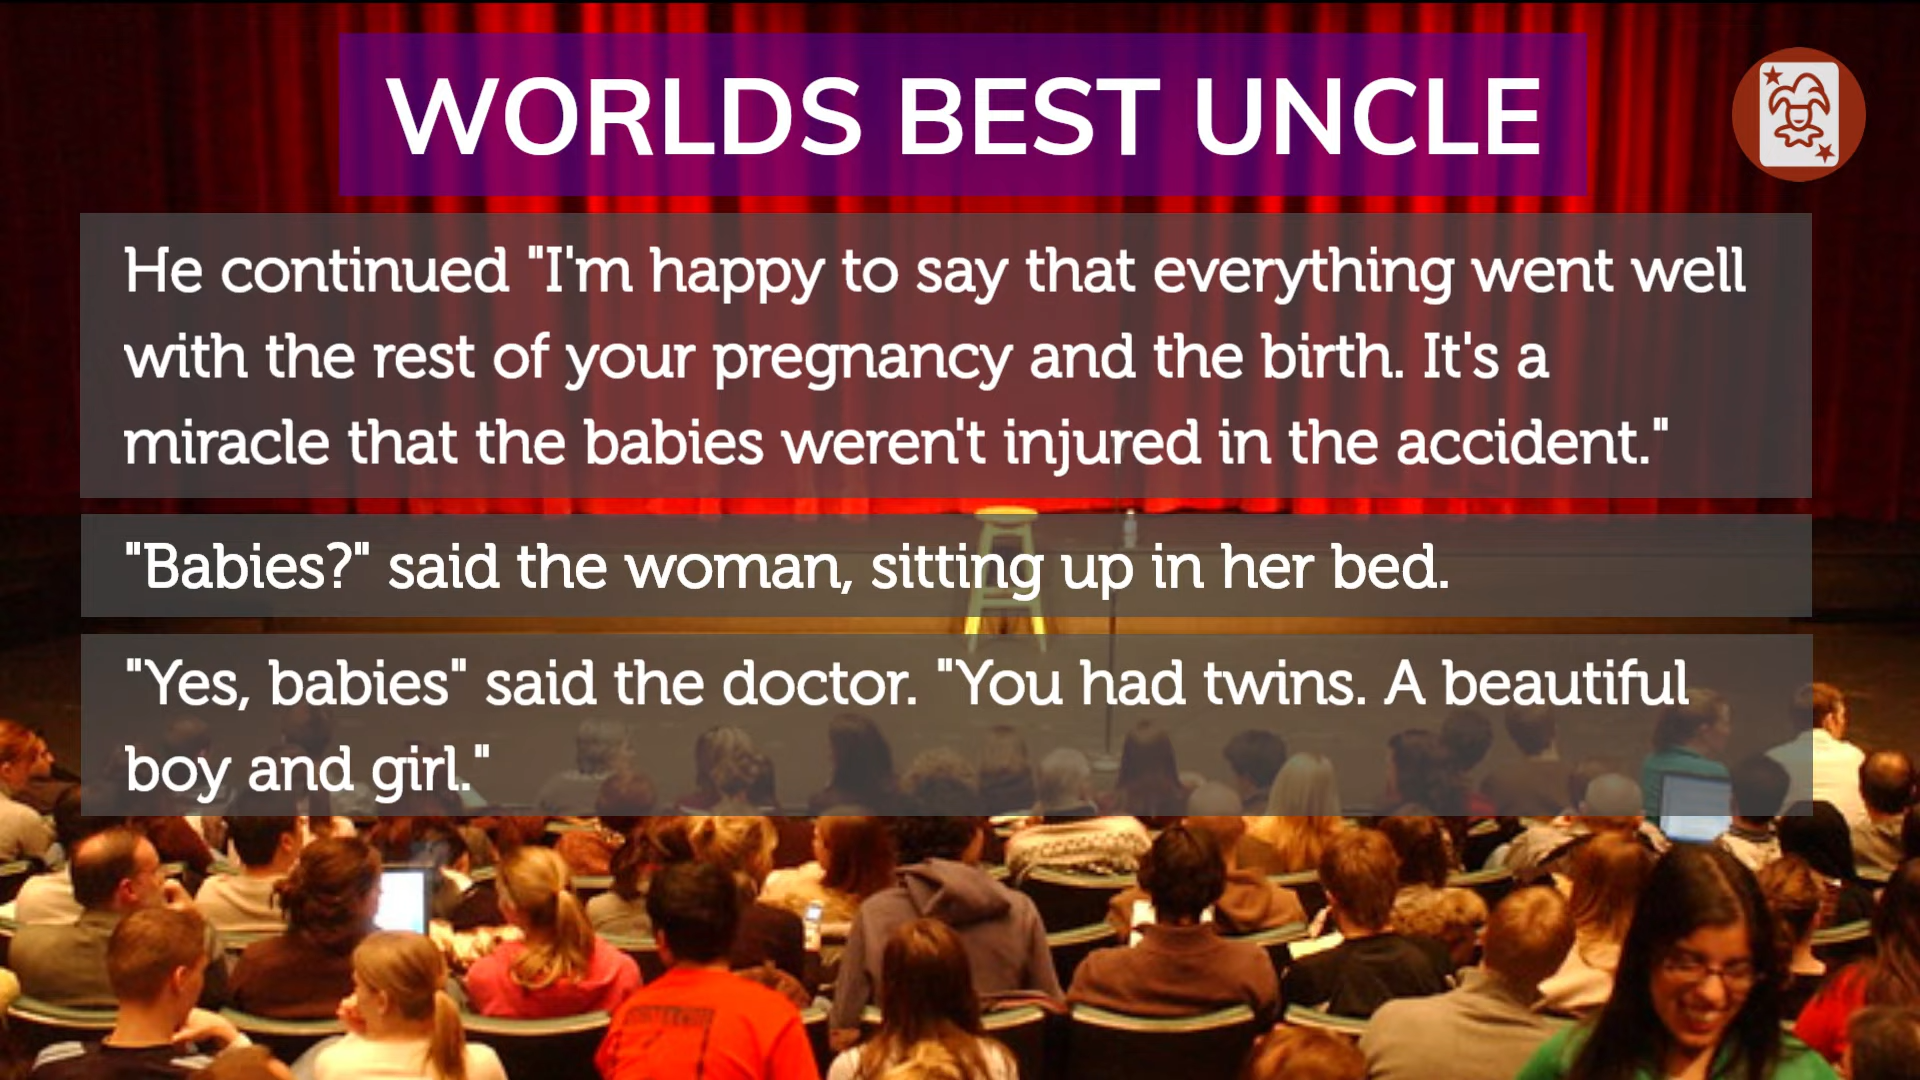 WORLDS BEST UNCLE
He continued "I'm happy to say that everything went well
with the rest of your pregnancy and the birth. It's a
miracle that the babies weren't injured in the accident."
"Babies?" said the woman, sitting up in her bed.
"Yes, babies" said the doctor. "You had twins. A beautiful
boy and girl."